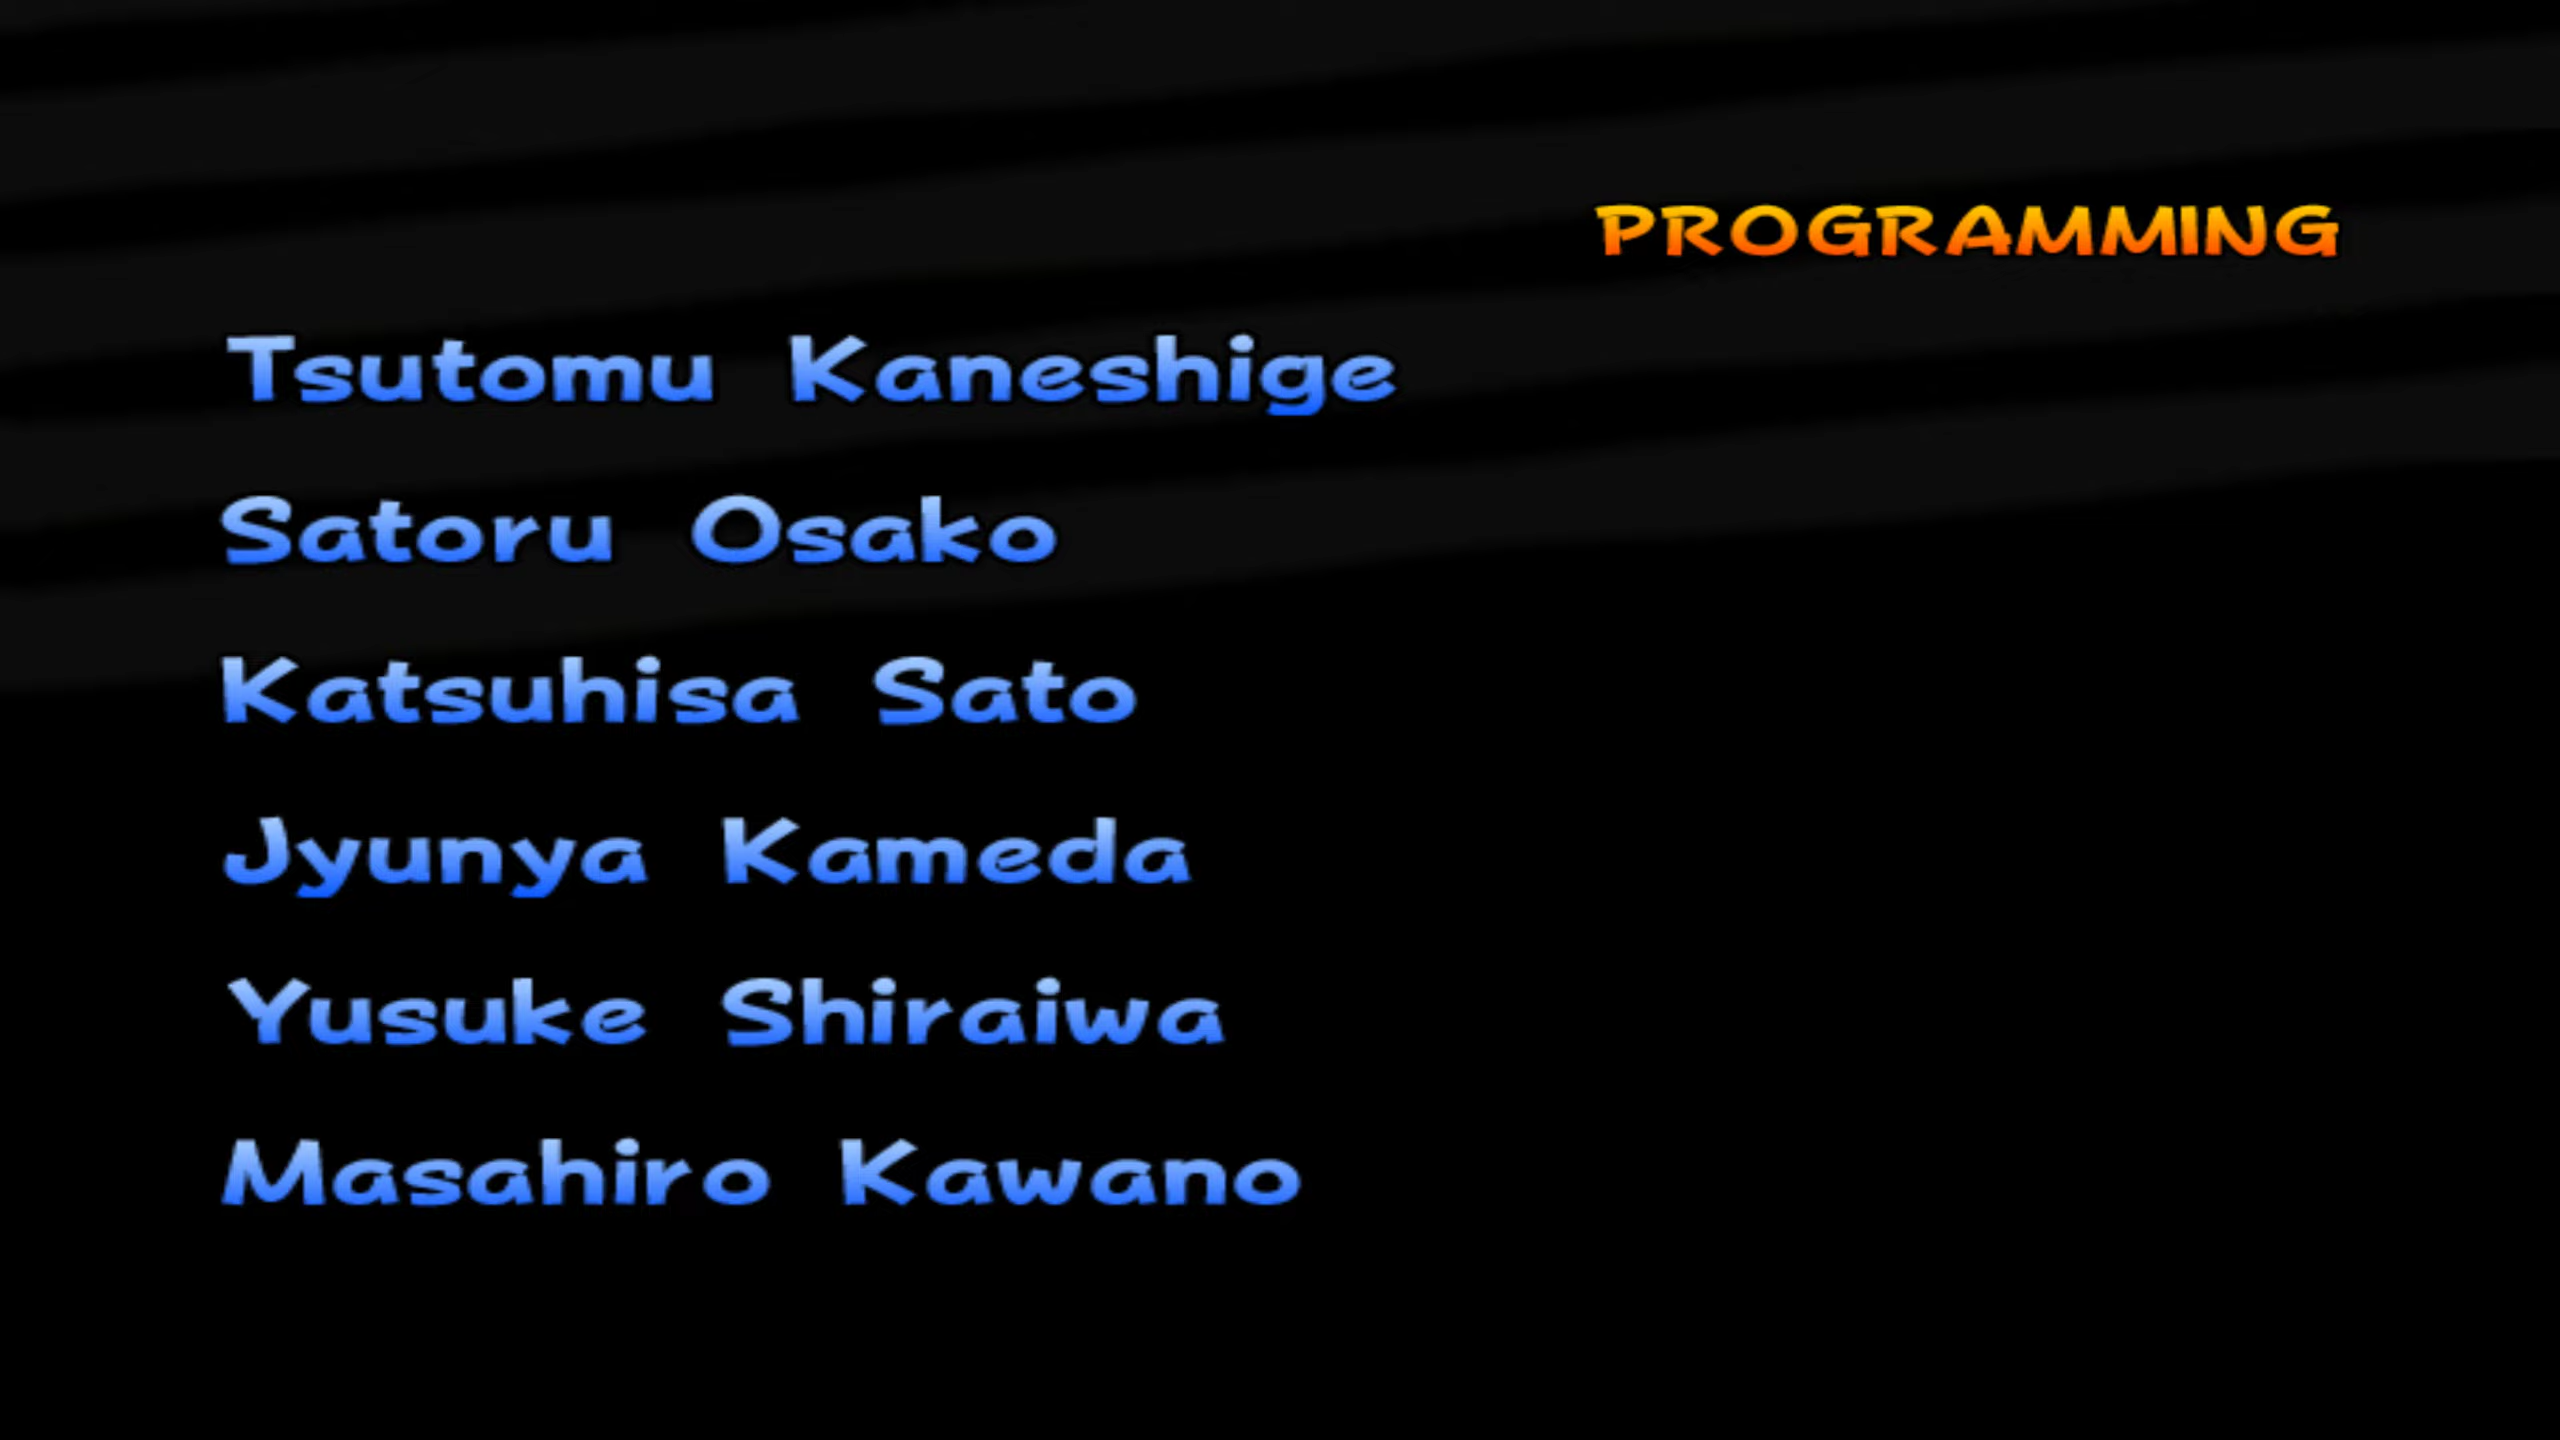 PROGRAMMING
Tsutomu Kaneshige
Satoru Osako
Katsuhisa Sato
Jyunya Kameda
Yusuke Shiraiwa
Masahiro Kawano